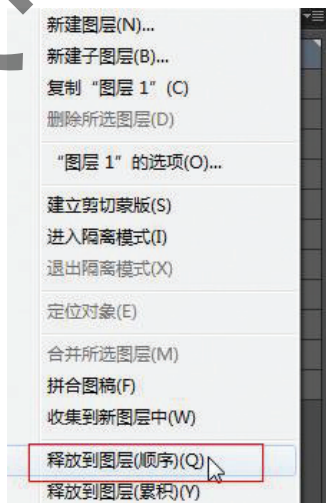 新建图层(N)...
新建子图层(B)...
复制“图层 1”(C)
删除所选图层(D)
“图层 1”的选项(O)...
建立剪切蒙版(S)
进入隔离模式(I)
退出隔离模式(X)
定位对象(E)
合并所选图层(M)
拼合图稿(F)
收集到新图层中(W)
释放到图层(顺序)(Q)
释放到图层(累积)(Y)